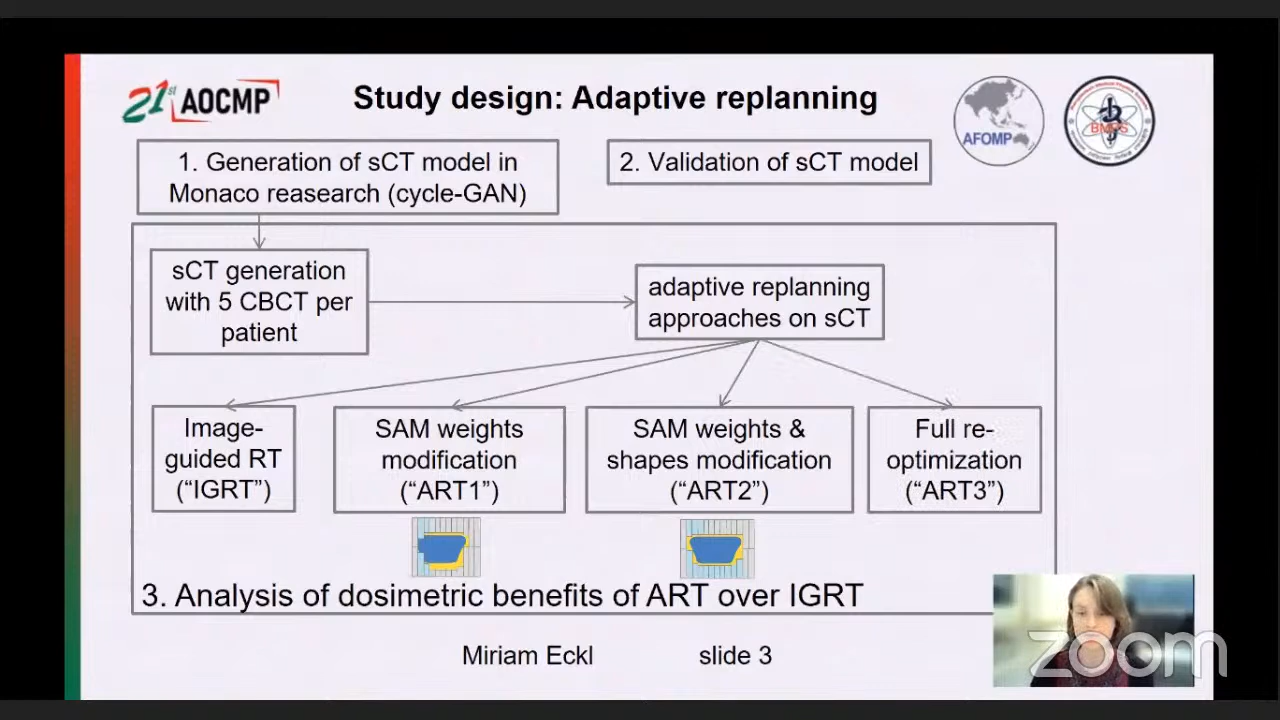 21st AOCMP
Study design: Adaptive replanning
AFOMP
BMPS
1. Generation of sCT model in
Monaco reasearch (cycle-GAN)
2. Validation of sCT model
sCT generation
with 5 CBCT per
patient
adaptive replanning
approaches on sCT
Image-
guided RT
(“IGRT”)
SAM weights
modification
(“ART1”)
SAM weights &
shapes modification
(“ART2”)
Full re-
optimization
(“ART3”)
3. Analysis of dosimetric benefits of ART over IGRT
Miriam Eckl
slide 3
zoom